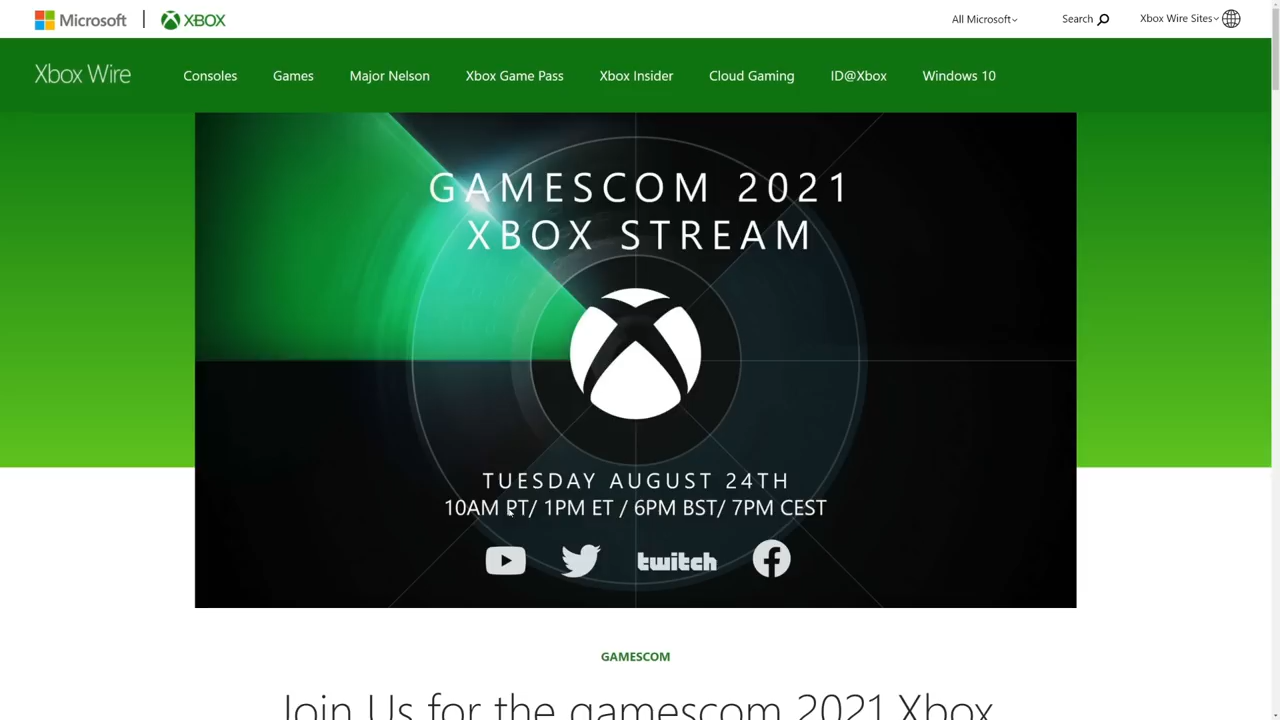 Microsoft XBOX All Microsoft Search Xbox Wire Sites
Xbox Wire Consoles Games Major Nelson Xbox Game Pass Xbox Insider Cloud Gaming ID@Xbox Windows 10
GAMESCOM 2021
XBOX STREAM
TUESDAY AUGUST 24TH
10AM PT/ 1PM ET / 6PM BST/ 7PM CEST
twitch
GAMESCOM
Join Us for the gamescom 2021 Xbox